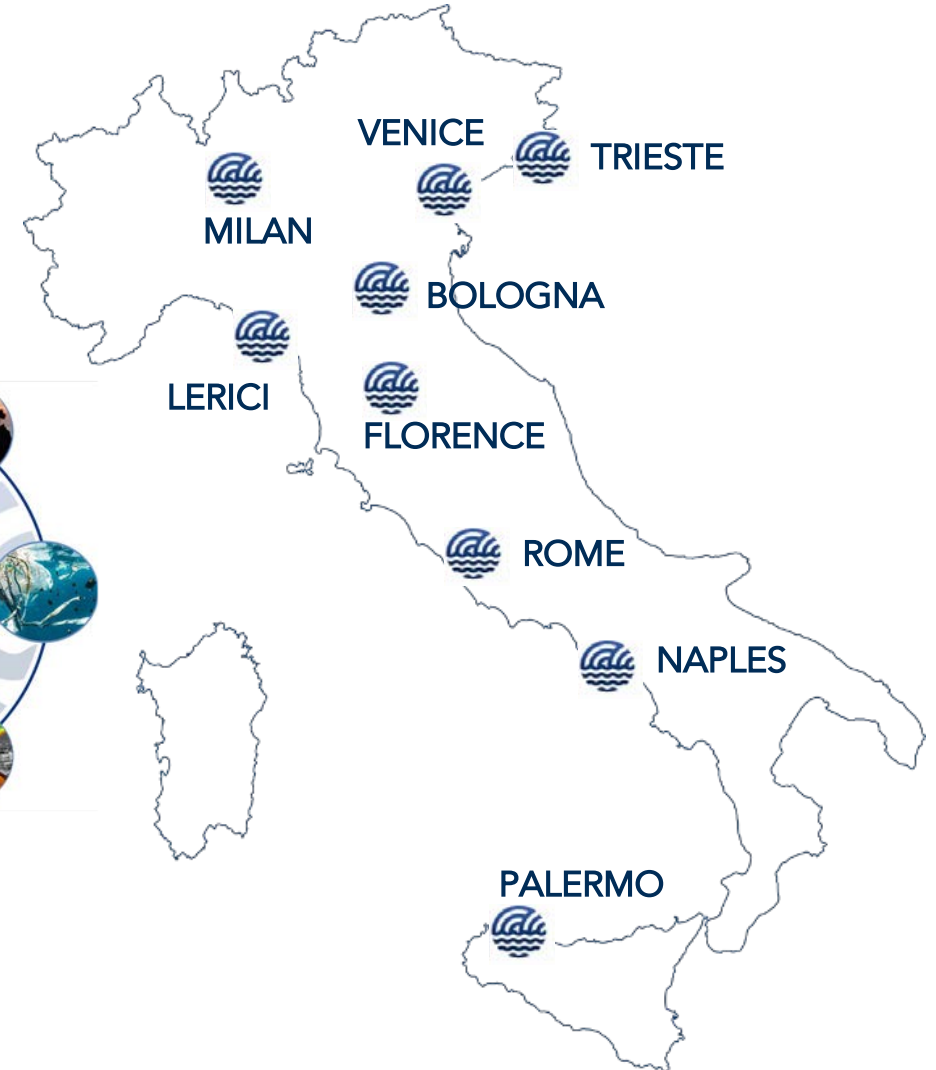 VENICE
TRIESTE
MILAN
BOLOGNA
LERICI
FLORENCE
ROME
NAPLES
PALERMO